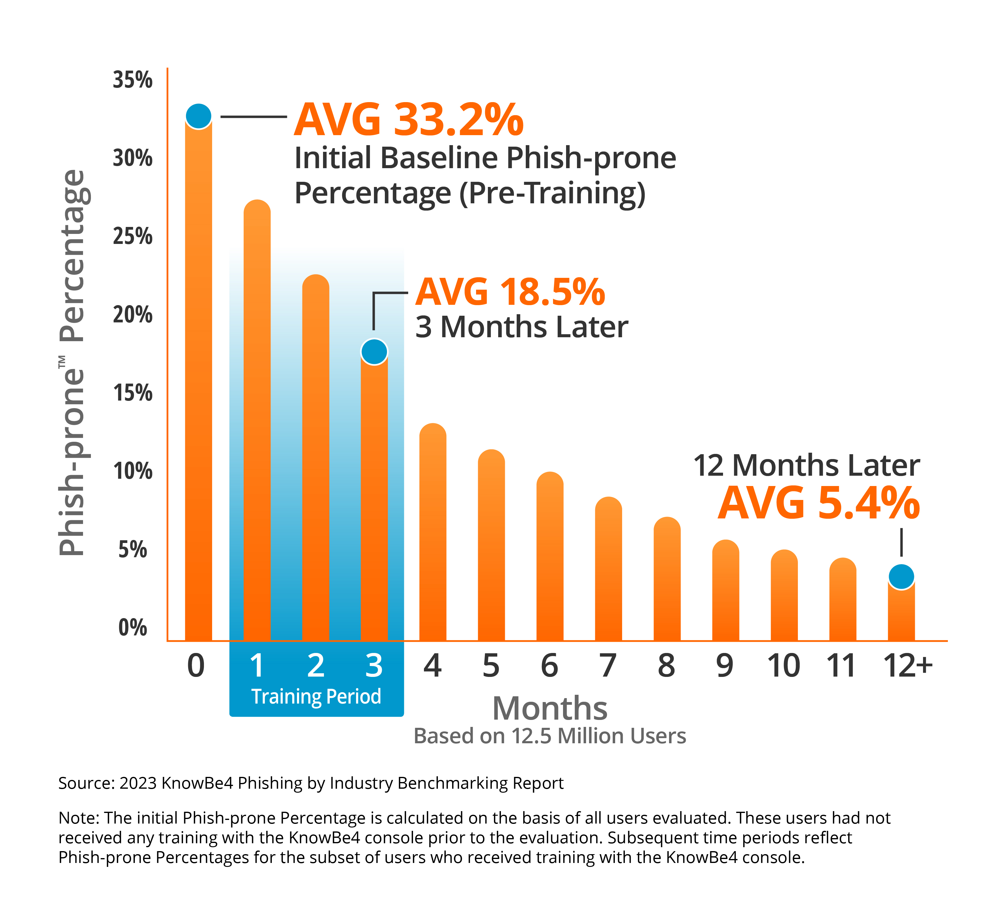 35%
30%
25%
20%
15%
10%
5%
0%
Phish-prone™ Percentage
AVG 33.2%
Initial Baseline Phish-prone
Percentage (Pre-Training)
AVG 18.5%
3 Months Later
12 Months Later
AVG 5.4%
0 1 2 3 4 5 6 7 8 9 10 11 12+
Training Period
Months
Based on 12.5 Million Users
Source: 2023 KnowBe4 Phishing by Industry Benchmarking Report
Note: The initial Phish-prone Percentage is calculated on the basis of all users evaluated. These users had not
received any training with the KnowBe4 console prior to the evaluation. Subsequent time periods reflect
Phish-prone Percentages for the subset of users who received training with the KnowBe4 console.